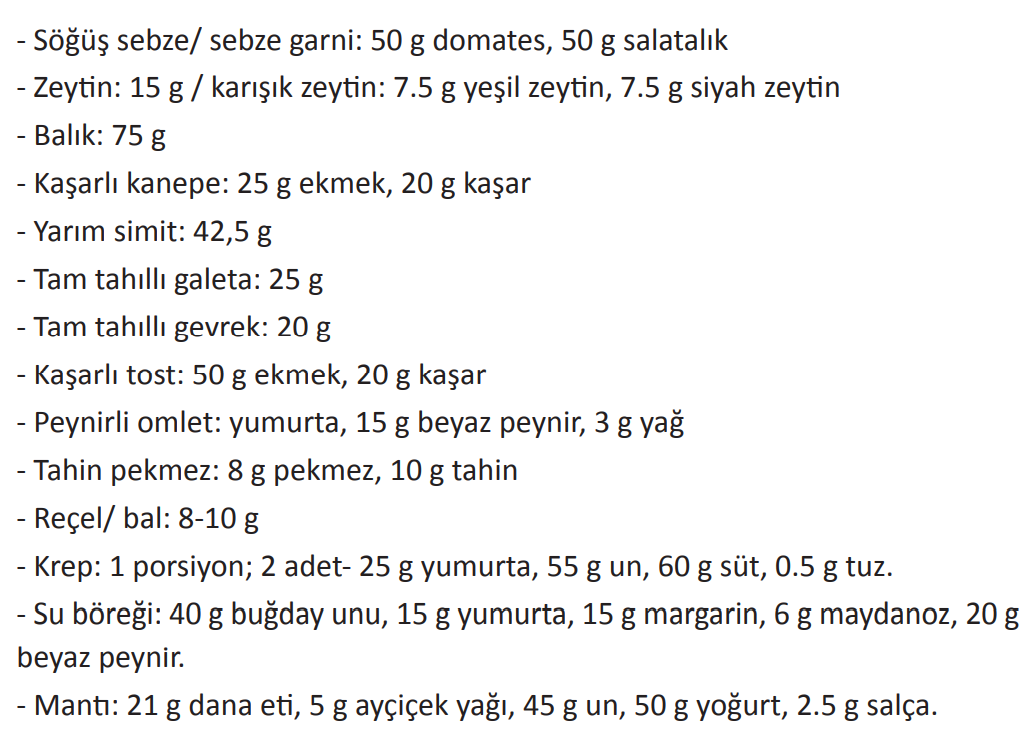 - Söğüş sebze/ sebze garni: 50 g domates, 50 g salatalık
- Zeytin: 15 g / karışık zeytin: 7.5 g yeşil zeytin, 7.5 g siyah zeytin
- Balık: 75 g
- Kaşarlı kanepe: 25 g ekmek, 20 g kaşar
- Yarım simit: 42,5 g
- Tam tahıllı galeta: 25 g
- Tam tahıllı gevrek: 20 g
- Kaşarlı tost: 50 g ekmek, 20 g kaşar
- Peynirli omlet: yumurta, 15 g beyaz peynir, 3 g yağ
- Tahin pekmez: 8 g pekmez, 10 g tahin
- Reçel/ bal: 8-10 g
- Krep: 1 porsiyon; 2 adet- 25 g yumurta, 55 g un, 60 g süt, 0.5 g tuz.
- Su böreği: 40 g buğday unu, 15 g yumurta, 15 g margarin, 6 g maydanoz, 20 g
beyaz peynir.
- Mantı: 21 g dana eti, 5 g ayçiçek yağı, 45 g un, 50 g yoğurt, 2.5 g salça.